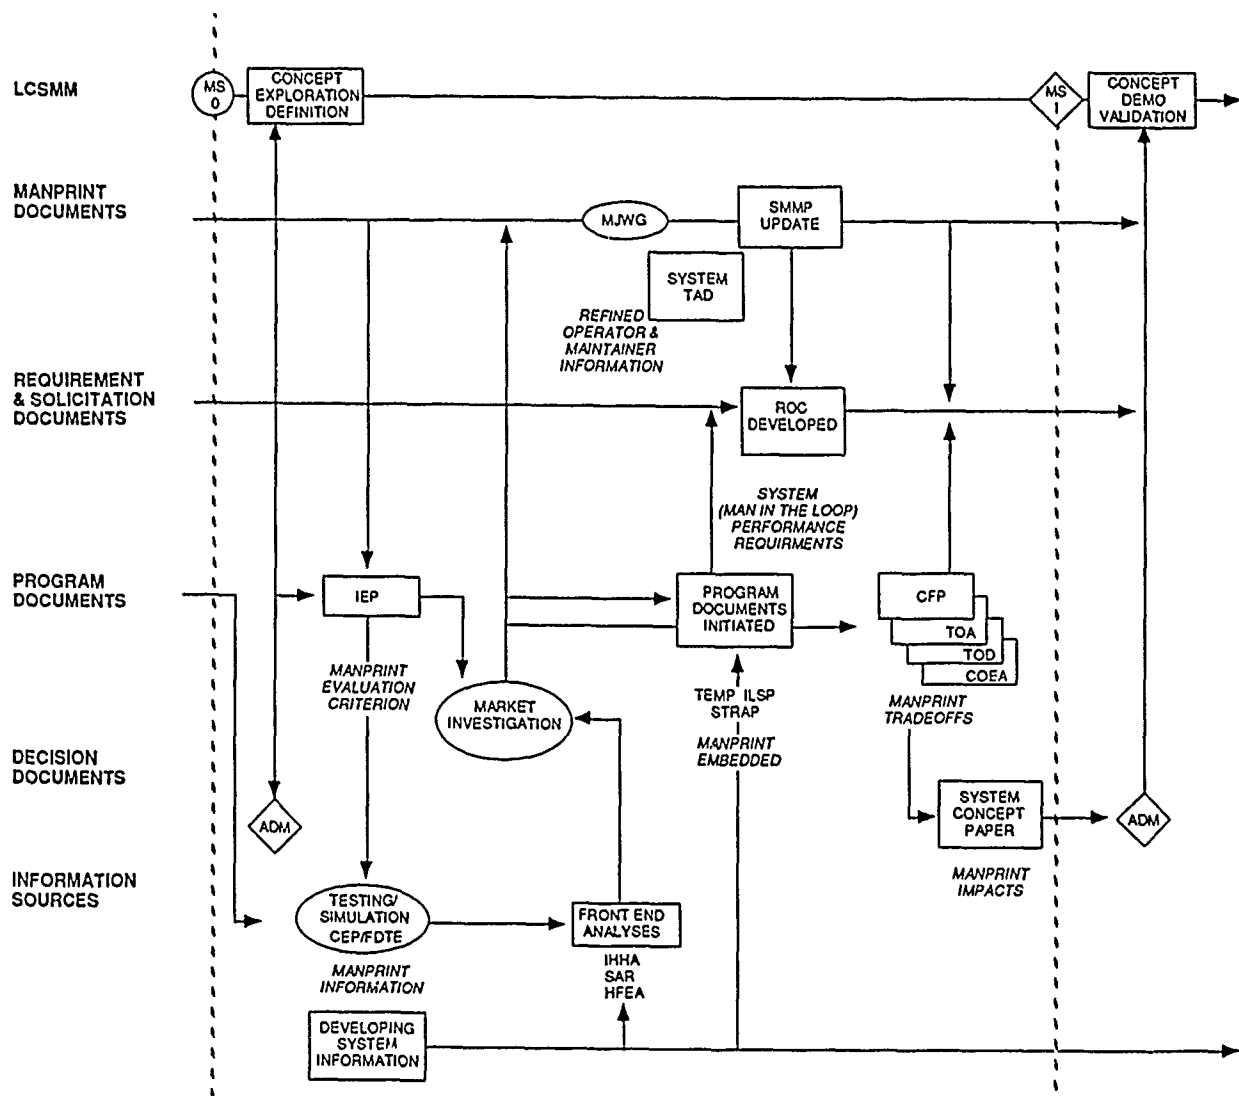 LCSMM
MS
0
CONCEPT
EXPLORATION
DEFINITION
MS
I
CONCEPT
DEMO
VALIDATION
MANPRINT
DOCUMENTS
MJWG
SMMP
UPDATE
SYSTEM
TAD
REFINED
OPERATOR &
MAINTAINER
INFORMATION
REQUIREMENT
& SOLICITATION
DOCUMENTS
ROC
DEVELOPED
SYSTEM
(MAN IN THE LOOP)
PERFORMANCE
REQUIRMENTS
PROGRAM
DOCUMENTS
IEP
PROGRAM
DOCUMENTS
INITIATED
CFP
TOA
TOD
COEA
MANPRINT
EVALUATION
CRITERION
MARKET
INVESTIGATION
TEMP ILSP
STRAP
MANPRINT
EMBEDDED
MANPRINT
TRADEOFFS
DECISION
DOCUMENTS
ADM
SYSTEM
CONCEPT
PAPER
ADM
MANPRINT
IMPACTS
INFORMATION
SOURCES
TESTING/
SIMULATION
CEP/FDTE
MANPRINT
INFORMATION
FRONT END
ANALYSES
IHHA
SAR
HFEA
DEVELOPING
SYSTEM
INFORMATION